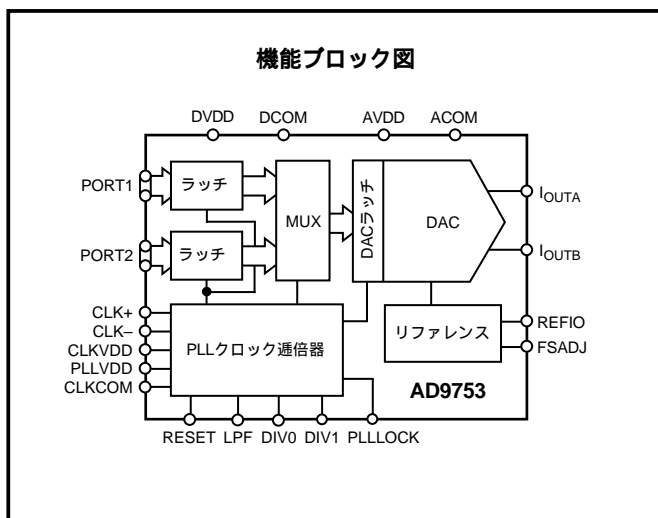 機能ブロック図
DVDD DCOM AVDD ACOM
PORT1
ラッチ
MUX
DACラッチ
DAC
IOUTA
PORT2
ラッチ
IOUTB
CLK+
CLK–
CLKVDD
PLLVDD
CLKCOM
PLLクロック逓倍器
リファレンス
REFIO
FSADJ
AD9753
RESET LPF DIV0 DIV1 PLLLOCK